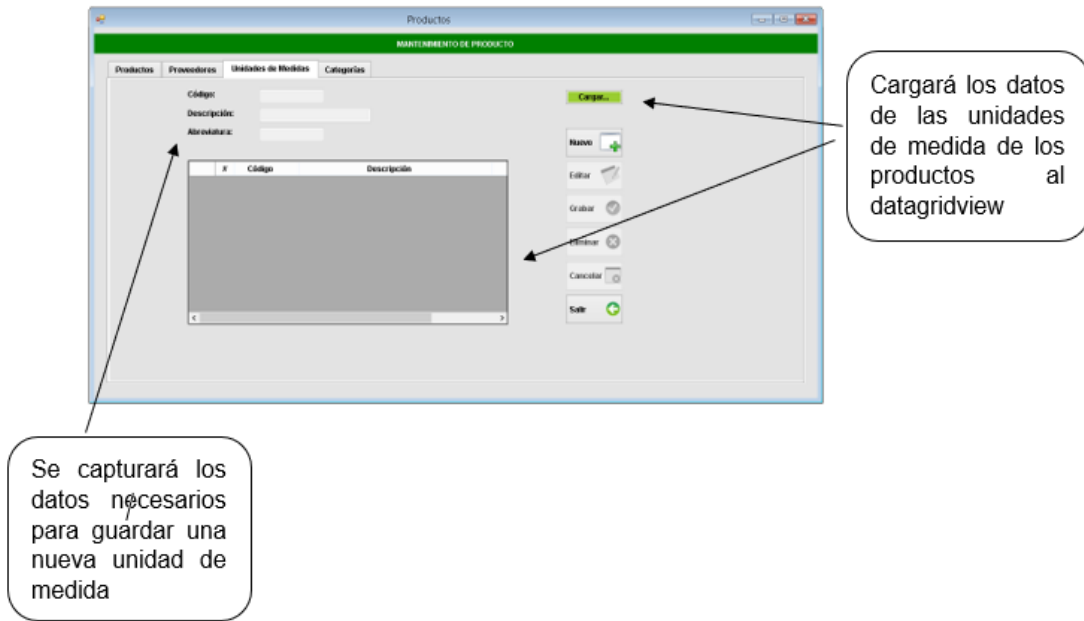 Productos
MANTENIMIENTO DE PRODUCTO
Productos Proveedores Unidades de Medidas Categorías
Código:
Descripción:
Abreviatura:
# Código Descripción
Cargar...
Nuevo
Editar
Grabar
Eliminar
Cancelar
Salir
Cargará los datos
de las unidades
de medida de los
productos al
datagridview
Se capturará los
datos necesarios
para guardar una
nueva unidad de
medida